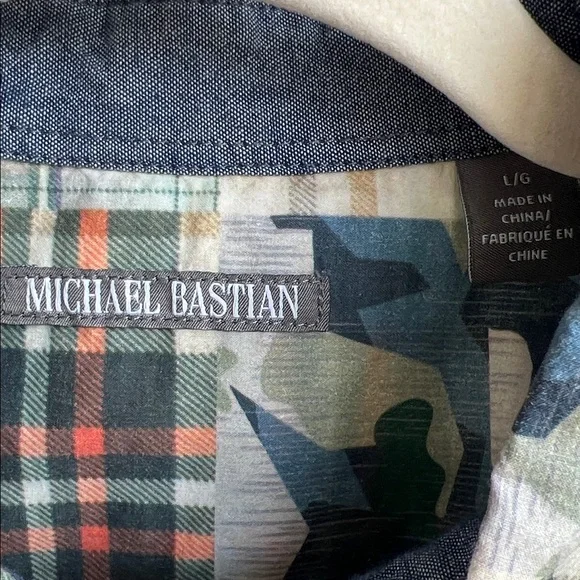 L/G
MADE IN
CHINA/
FABRIQUÉ EN
CHINE
MICHAEL BASTIAN